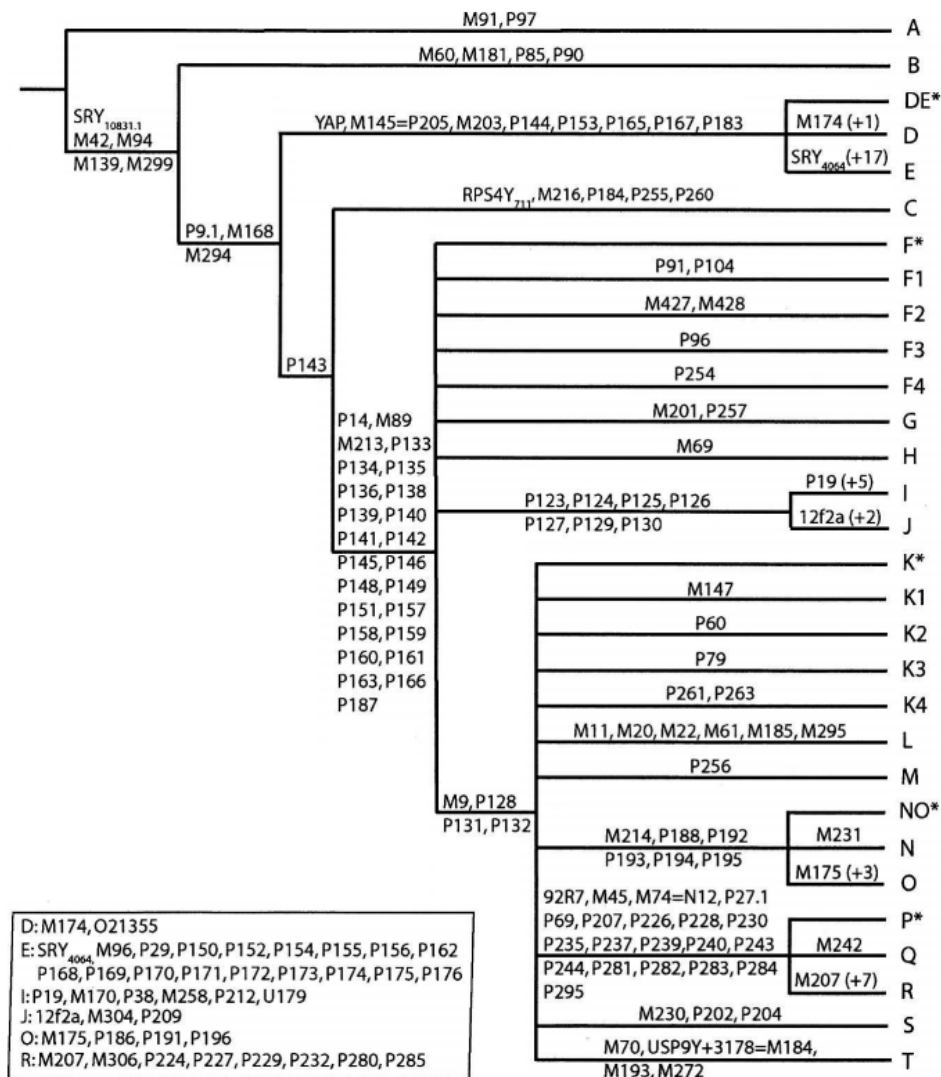 M91, P97
A
M60, M181, P85, P90
B
SRY10831.1
M42, M94
M139, M299
DE*
YAP, M145=P205, M203, P144, P153, P165, P167, P183
M174 (+1)
D
SRY4064(+17)
E
RPS4Y711, M216, P184, P255, P260
C
P9.1, M168
M294
F*
P91, P104
F1
M427, M428
F2
P96
F3
P143
P254
F4
P14, M89
M213, P133
P134, P135
P136, P138
P139, P140
P141, P142
P145, P146
P148, P149
P151, P157
P158, P159
P160, P161
P163, P166
P187
M201, P257
G
M69
H
P123, P124, P125, P126
P127, P129, P130
P19 (+5)
I
12f2a (+2)
J
K*
M147
K1
P60
K2
P79
K3
P261, P263
K4
M11, M20, M22, M61, M185, M295
L
P256
M
M9, P128
P131, P132
NO*
M214, P188, P192
P193, P194, P195
M231
N
M175 (+3)
O
92R7, M45, M74=N12, P27.1
P69, P207, P226, P228, P230
P235, P237, P239, P240, P243
P244, P281, P282, P283, P284
P295
P*
M242
Q
M207 (+7)
R
M230, P202, P204
S
M70, USP9Y+3178=M184,
M193, M272
T
D: M174, O21355
E: SRY4064, M96, P29, P150, P152, P154, P155, P156, P162
P168, P169, P170, P171, P172, P173, P174, P175, P176
I: P19, M170, P38, M258, P212, U179
J: 12f2a, M304, P209
O: M175, P186, P191, P196
R: M207, M306, P224, P227, P229, P232, P280, P285